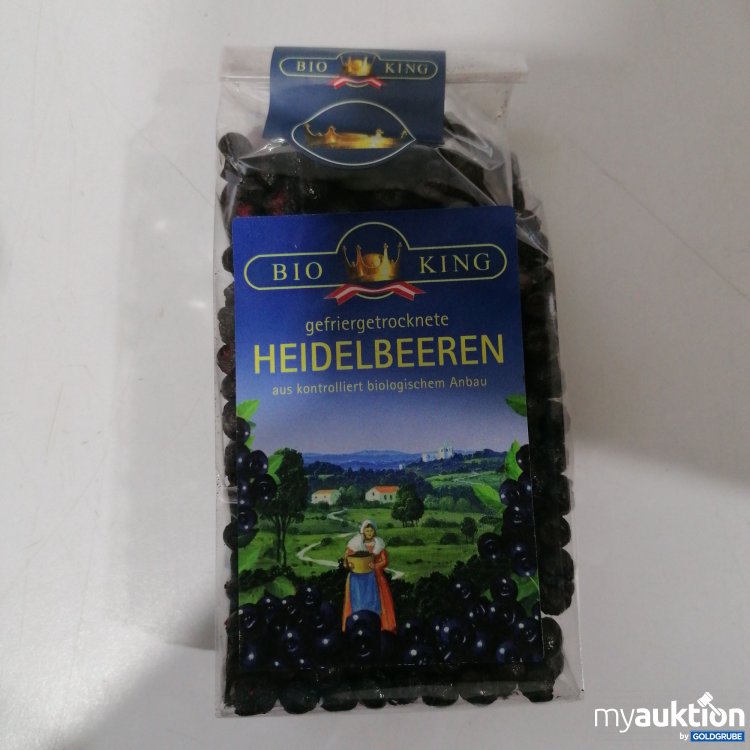 BIO KING
BIO KING
gefriergetrocknete
HEIDELBEEREN
aus kontrolliert biologischem Anbau
myauktion
by GOLDGRUBE